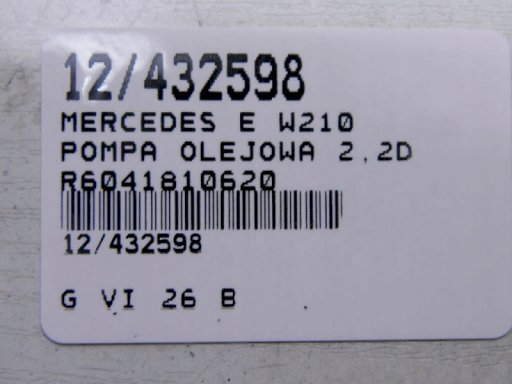 12/432598
MERCEDES E W210
POMPA OLEJOWA 2.2D
R6041810620
12/432598
G VI 26 B